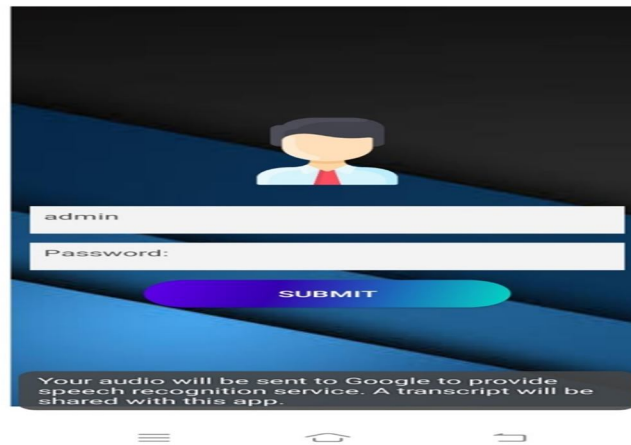 admin
Password:
SUBMIT
Your audio will be sent to Google to provide
speech recognition service. A transcript will be
shared with this app.